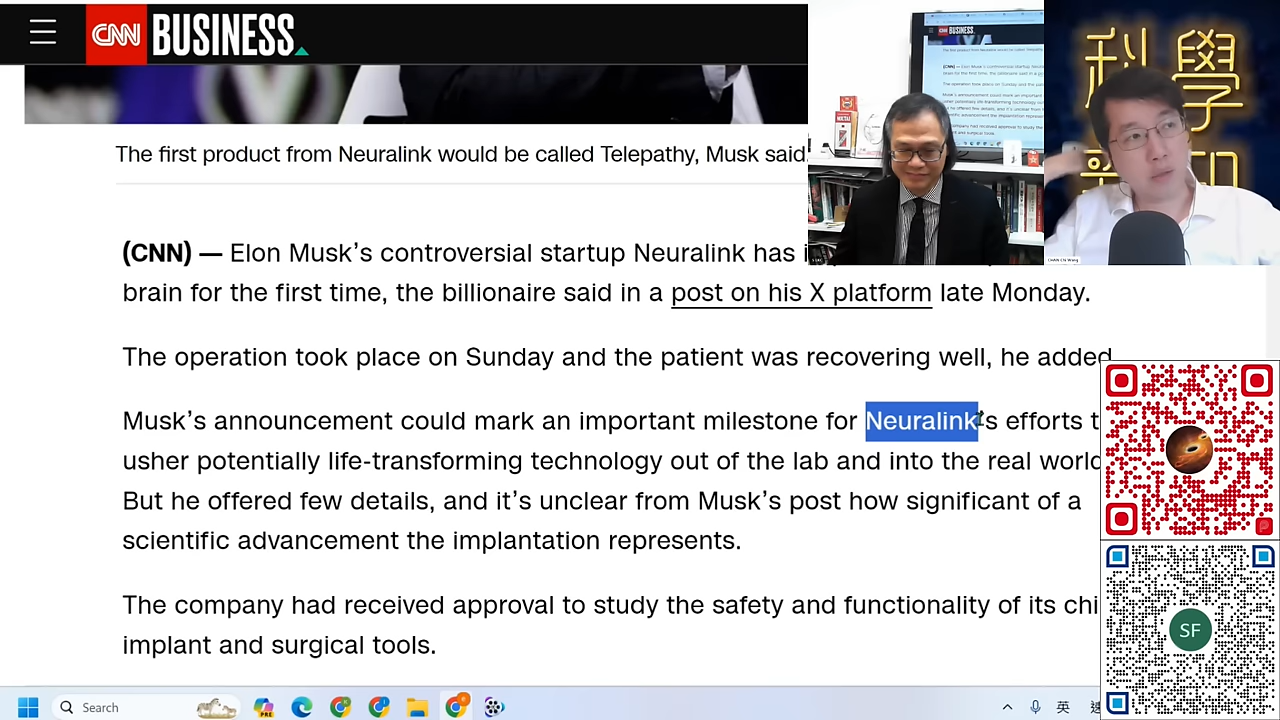 CNN BUSINESS
The first product from Neuralink would be called Telepathy, Musk said.
(CNN) — Elon Musk's controversial startup Neuralink has
brain for the first time, the billionaire said in a post on his X platform late Monday.
The operation took place on Sunday and the patient was recovering well, he added
Musk's announcement could mark an important milestone for Neuralink's efforts t
usher potentially life-transforming technology out of the lab and into the real world
But he offered few details, and it's unclear from Musk's post how significant of a
scientific advancement the implantation represents.
The company had received approval to study the safety and functionality of its chi
implant and surgical tools.
科學
新知
SF
Search
PRE
英